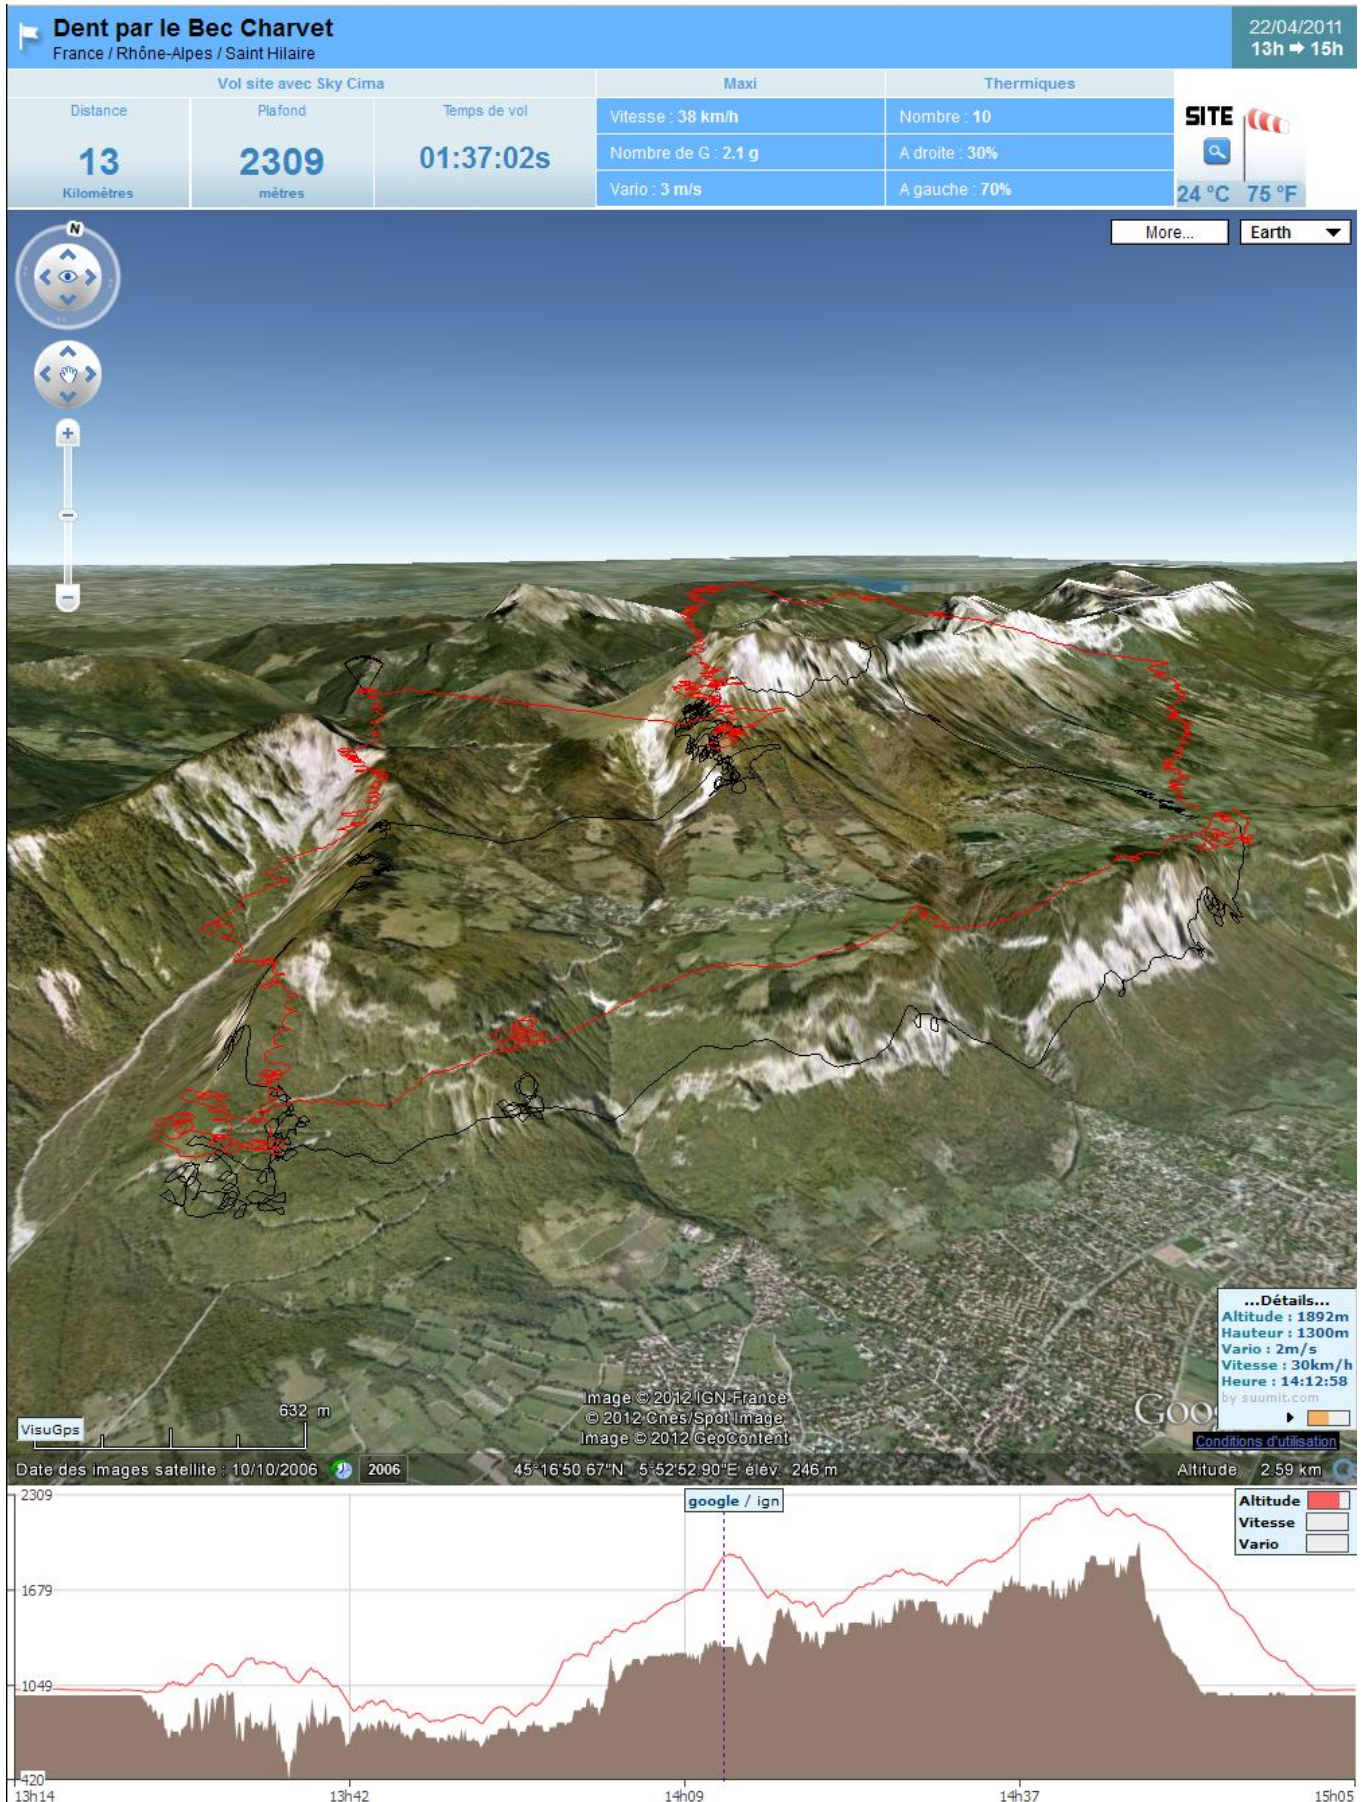 Dent par le Bec Charvet
France / Rhône-Alpes / Saint Hilaire
22/04/2011
13h ➡ 15h
Vol site avec Sky Cima
Maxi
Thermiques
Distance
Plafond
Temps de vol
13
2309
01:37:02s
Kilomètres
mètres
Vitesse : 38 km/h
Nombre de G : 2.1 g
Vario : 3 m/s
Nombre : 10
A droite : 30%
A gauche : 70%
SITE
24 °C 75 °F
N
More...
Earth
...Détails...
Altitude : 1892m
Hauteur : 1300m
Vario : 2m/s
Vitesse : 30km/h
Heure : 14:12:58
by suumit.com
Conditions d'utilisation
VisuGps
632 m
Image © 2012 IGN-France
© 2012 Cnes/Spot Image
Image © 2012 GeoContent
Date des images satellite : 10/10/2006
2006
45°16'50.67"N 5°52'52.90"E élév. 246 m
Altitude 2.59 km
google / ign
Altitude
Vitesse
Vario
2309
1679
1049
420
13h14
13h42
14h09
14h37
15h05